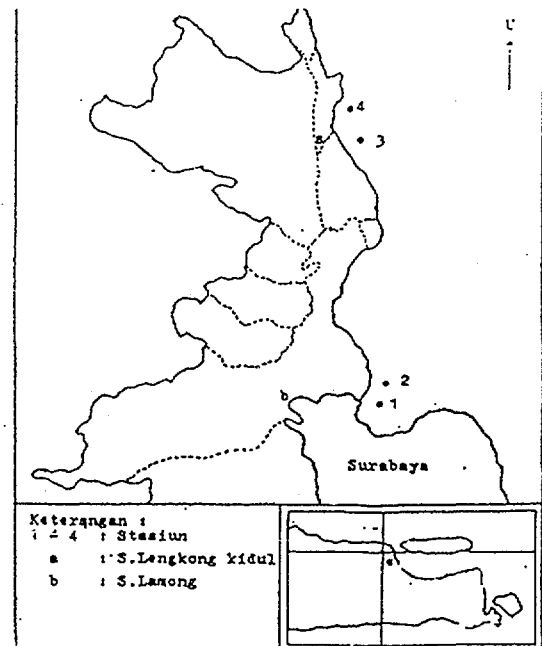 U
4
a
3
2
b
1
Surabaya
Keterangan :
1 - 4 : Stasiun
a : S.Lengkong kidul
b : S.Lamong